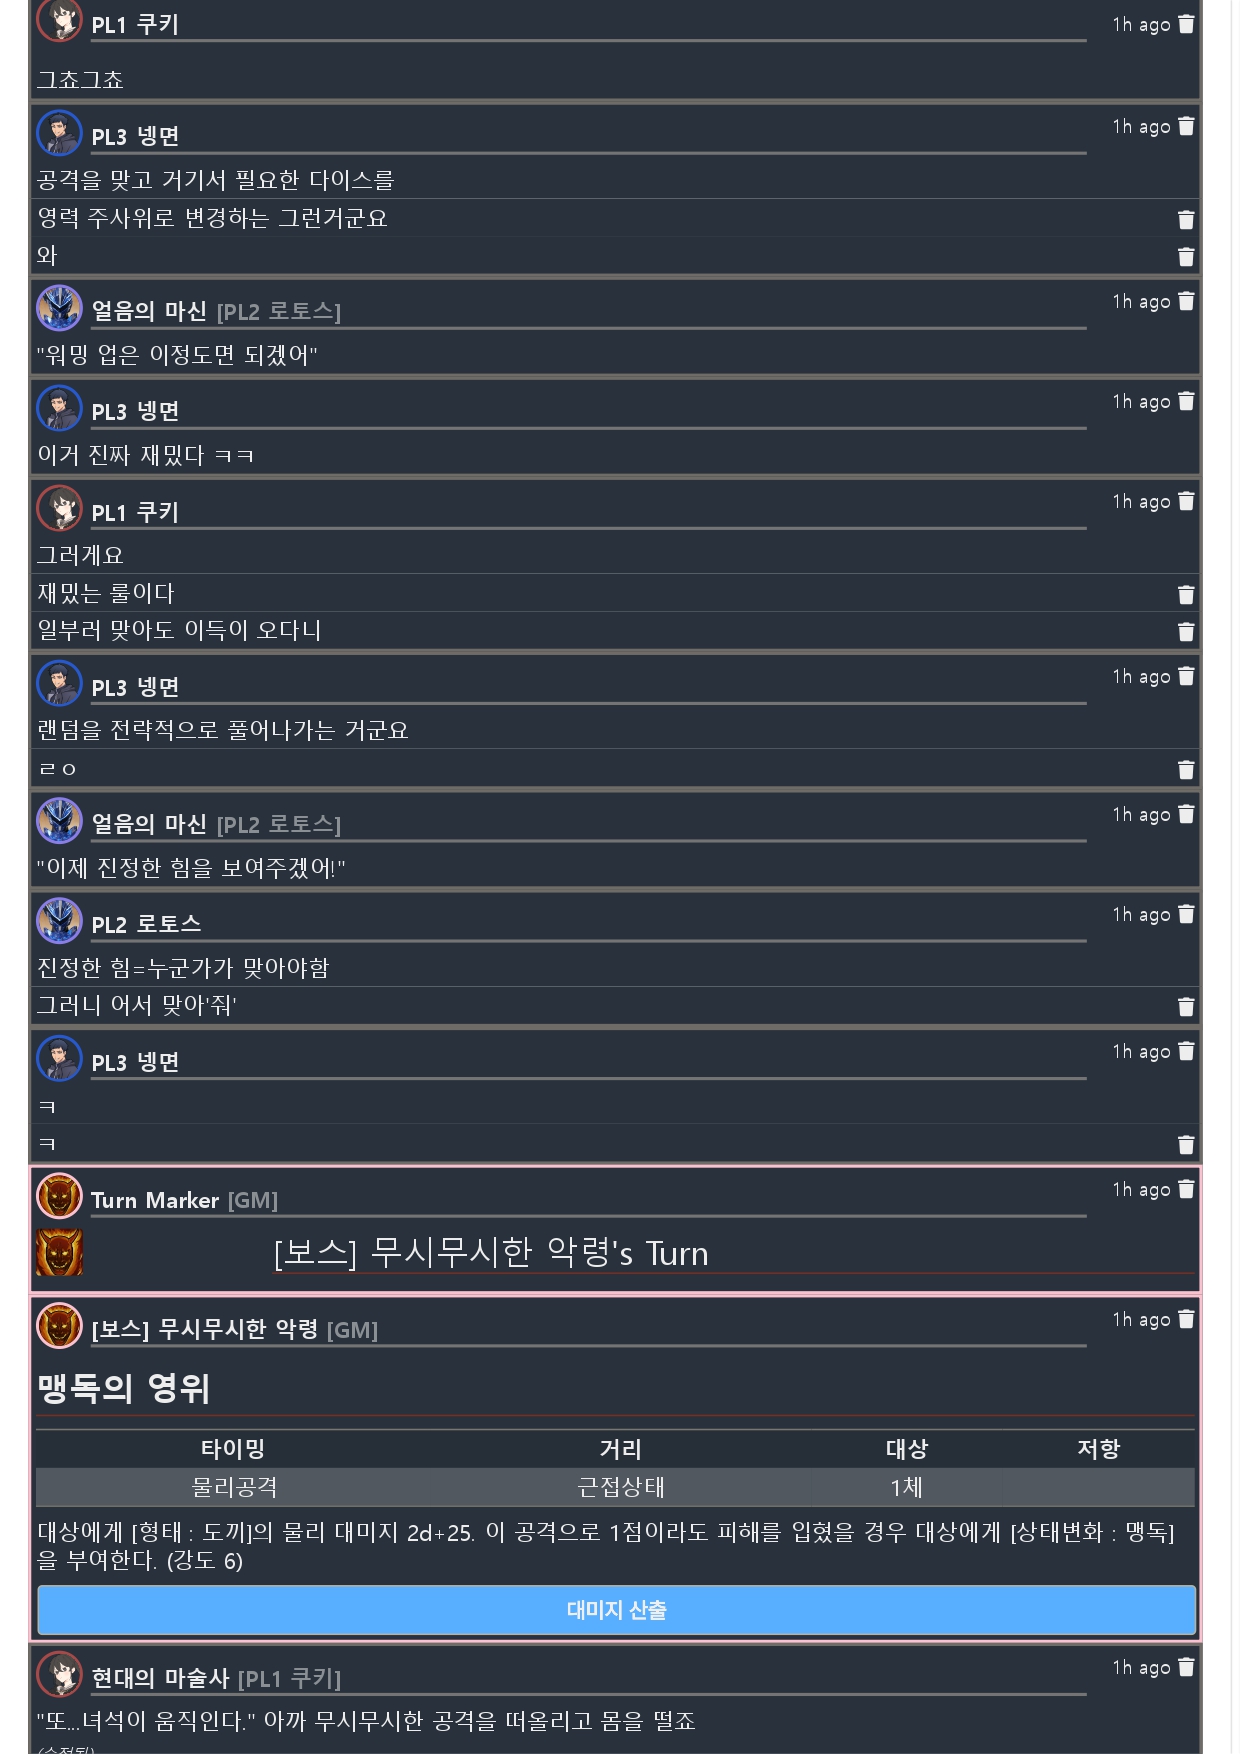 PL1 쿠키
1h ago
그쵸그쵸
PL3 넹면
1h ago
공격을 맞고 거기서 필요한 다이스를
영력 주사위로 변경하는 그런거군요
와
얼음의 마신 [PL2 로토스]
1h ago
"워밍 업은 이정도면 되겠어"
PL3 넹면
1h ago
이거 진짜 재밌다 ㅋㅋ
PL1 쿠키
1h ago
그러게요
재밌는 룰이다
일부러 맞아도 이득이 오다니
PL3 넹면
1h ago
랜덤을 전략적으로 풀어나가는 거군요
ㄹㅇ
얼음의 마신 [PL2 로토스]
1h ago
"이제 진정한 힘을 보여주겠어!"
PL2 로토스
1h ago
진정한 힘=누군가가 맞아야함
그러니 어서 맞아'줘'
PL3 넹면
1h ago
ㅋ
ㅋ
Turn Marker [GM]
1h ago
[보스] 무시무시한 악령's Turn
[보스] 무시무시한 악령 [GM]
1h ago
맹독의 영위
타이밍 거리 대상 저항
물리공격 근접상태 1체
대상에게 [형태 : 도끼]의 물리 대미지 2d+25. 이 공격으로 1점이라도 피해를 입혔을 경우 대상에게 [상태변화 : 맹독]
을 부여한다. (강도 6)
대미지 산출
현대의 마술사 [PL1 쿠키]
1h ago
"또...녀석이 움직인다." 아까 무시무시한 공격을 떠올리고 몸을 떨죠